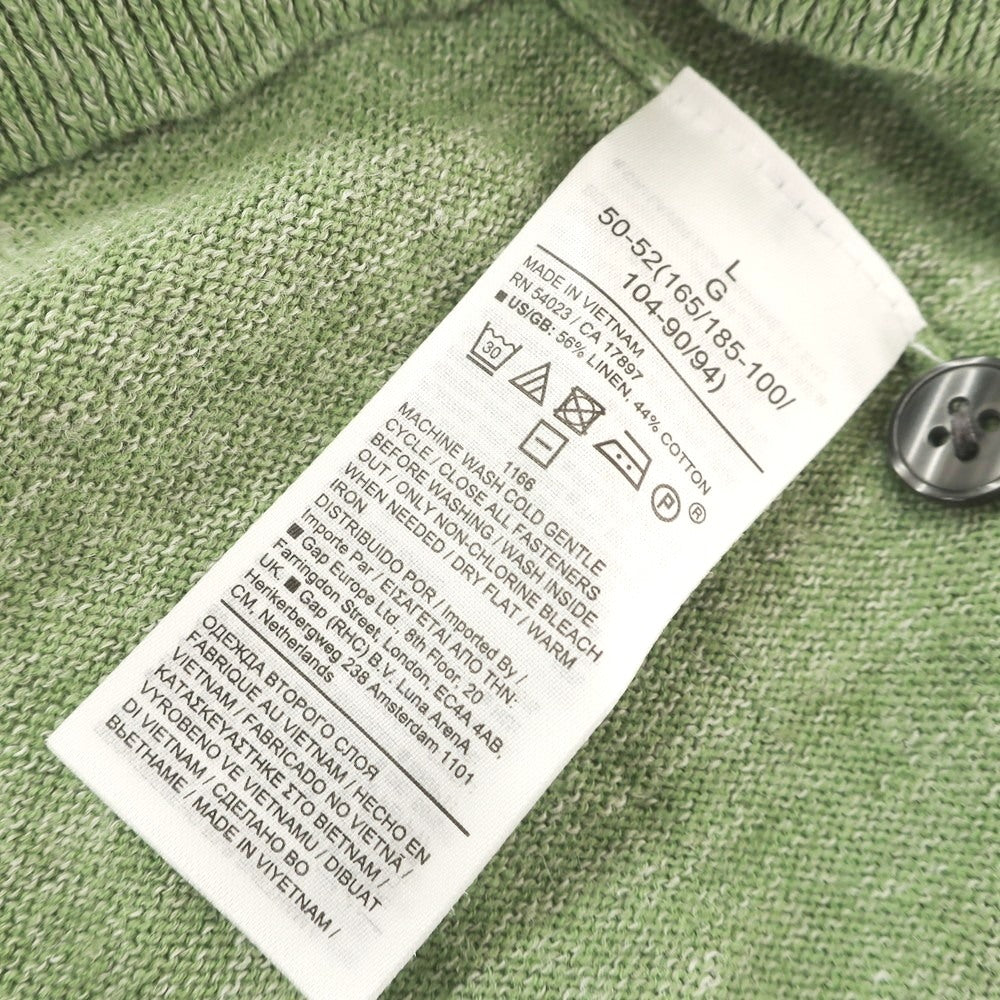 L
G
50-52(165/185-100/
104-90/94)
MADE IN VIETNAM
RN 54023 / CA 17897
■ US/GB: 56% LINEN, 44% COTTON
30
P
®
1166
MACHINE WASH COLD GENTLE
CYCLE / CLOSE ALL FASTENERS
BEFORE WASHING / WASH INSIDE
OUT / ONLY NON-CHLORINE BLEACH
WHEN NEEDED / DRY FLAT / WARM
IRON
DISTRIBUIDO POR / Imported By /
Importe Par / ΕΙΣΑΓΕΤΑΙ ΑΠΟ ΤΗΝ:
■ Gap Europe Ltd, 8th Floor, 20
Farringdon Street, London, EC4A 4AB,
UK, ■ Gap (RHC) B.V. Luna ArenA,
Herikerbergweg 238 Amsterdam 1101
CM, Netherlands
ОДЕЖДА ВТОРОГО СЛОЯ
FABRIQUE AU VIETNAM / HECHO EN
VIETNAM / FABRICADO NO VIETNÃ /
ΚΑΤΑΣΚΕΥΑΣΤΗΚΕ ΣΤΟ ΒΙΕΤΝΑΜ /
VYROBENO VE VIETNAMU / DIBUAT
DI VIETNAM / СДЕЛАНО ВО
ВЬЕТНАМЕ / MADE IN VIYETNAM /